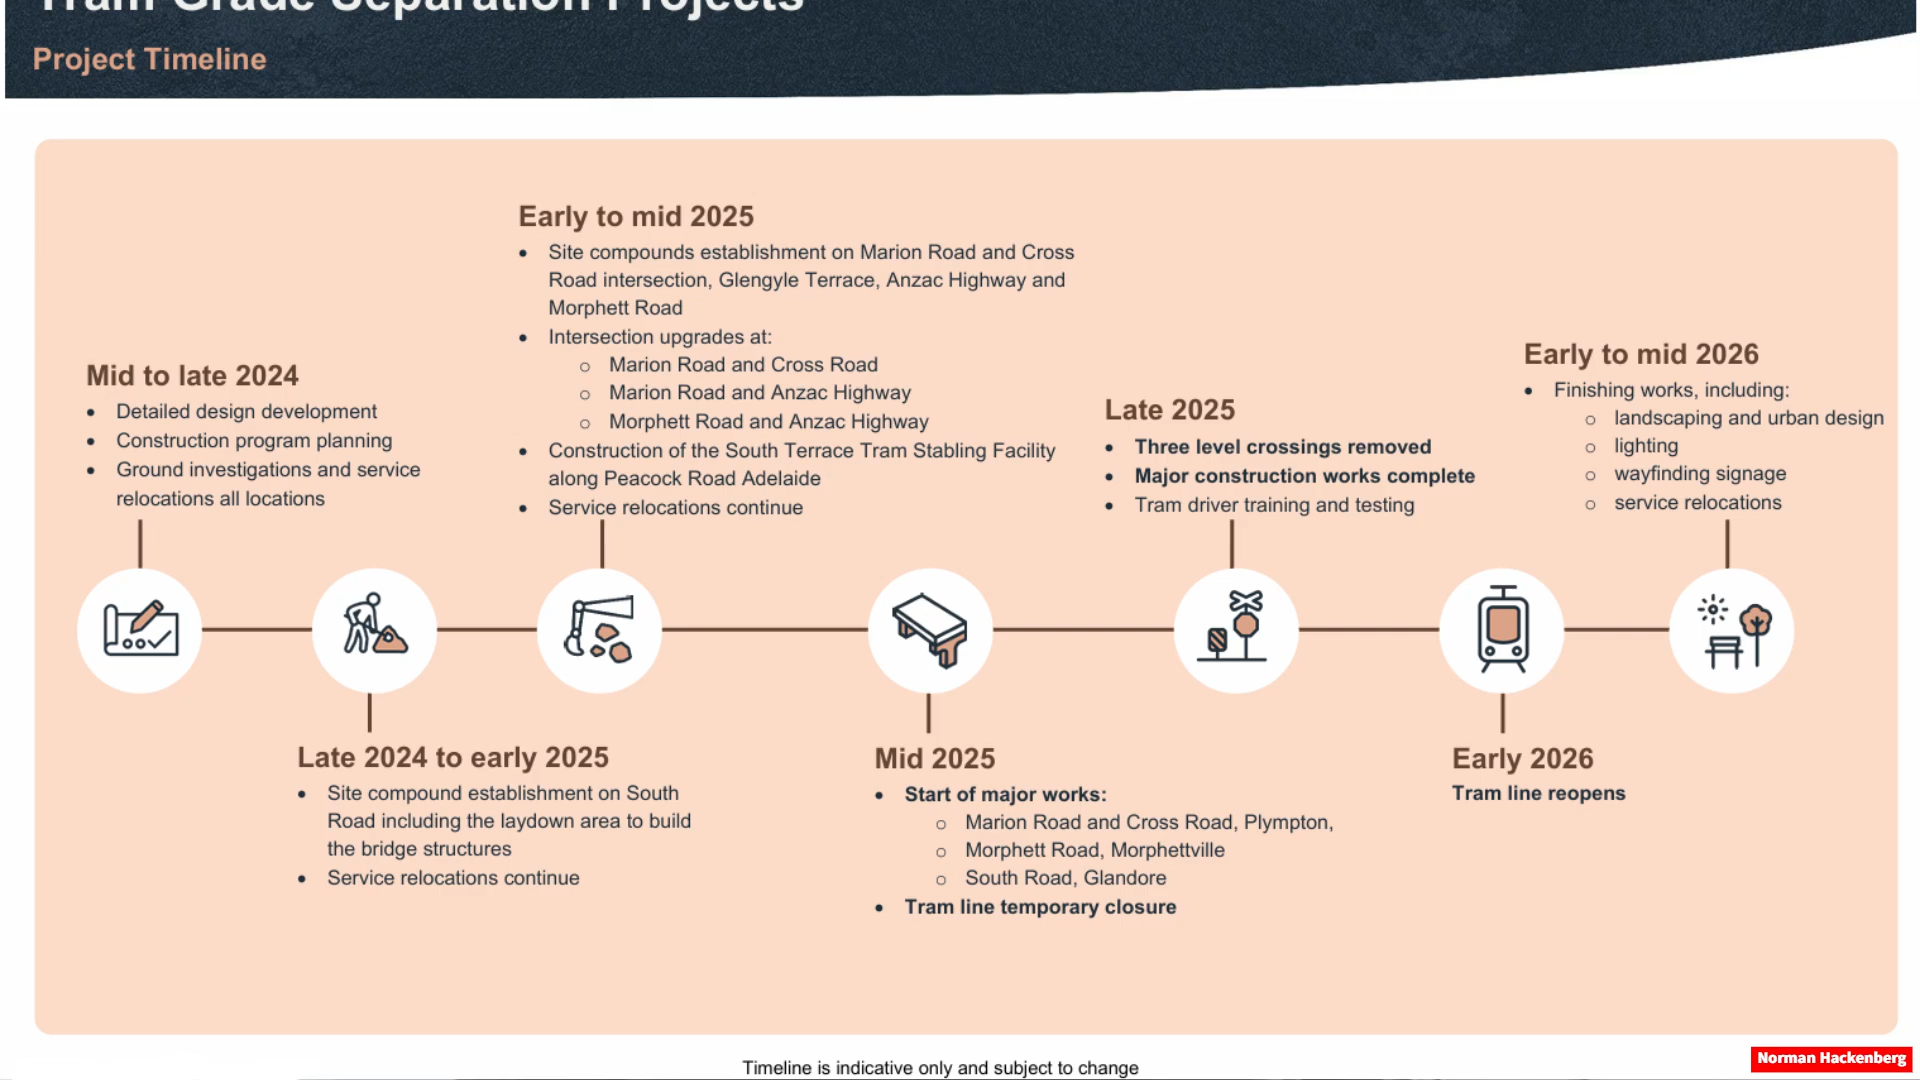 Tram Grade Separation Projects
Project Timeline
Early to mid 2025
• Site compounds establishment on Marion Road and Cross
Road intersection, Glengyle Terrace, Anzac Highway and
Morphett Road
• Intersection upgrades at:
o Marion Road and Cross Road
o Marion Road and Anzac Highway
o Morphett Road and Anzac Highway
• Construction of the South Terrace Tram Stabling Facility
along Peacock Road Adelaide
• Service relocations continue
Mid to late 2024
• Detailed design development
• Construction program planning
• Ground investigations and service
relocations all locations
Late 2025
• Three level crossings removed
• Major construction works complete
• Tram driver training and testing
Early to mid 2026
• Finishing works, including:
o landscaping and urban design
o lighting
o wayfinding signage
o service relocations
Late 2024 to early 2025
• Site compound establishment on South
Road including the laydown area to build
the bridge structures
• Service relocations continue
Mid 2025
• Start of major works:
o Marion Road and Cross Road, Plympton,
o Morphett Road, Morphettville
o South Road, Glandore
• Tram line temporary closure
Early 2026
Tram line reopens
Timeline is indicative only and subject to change
Norman Hackenberg